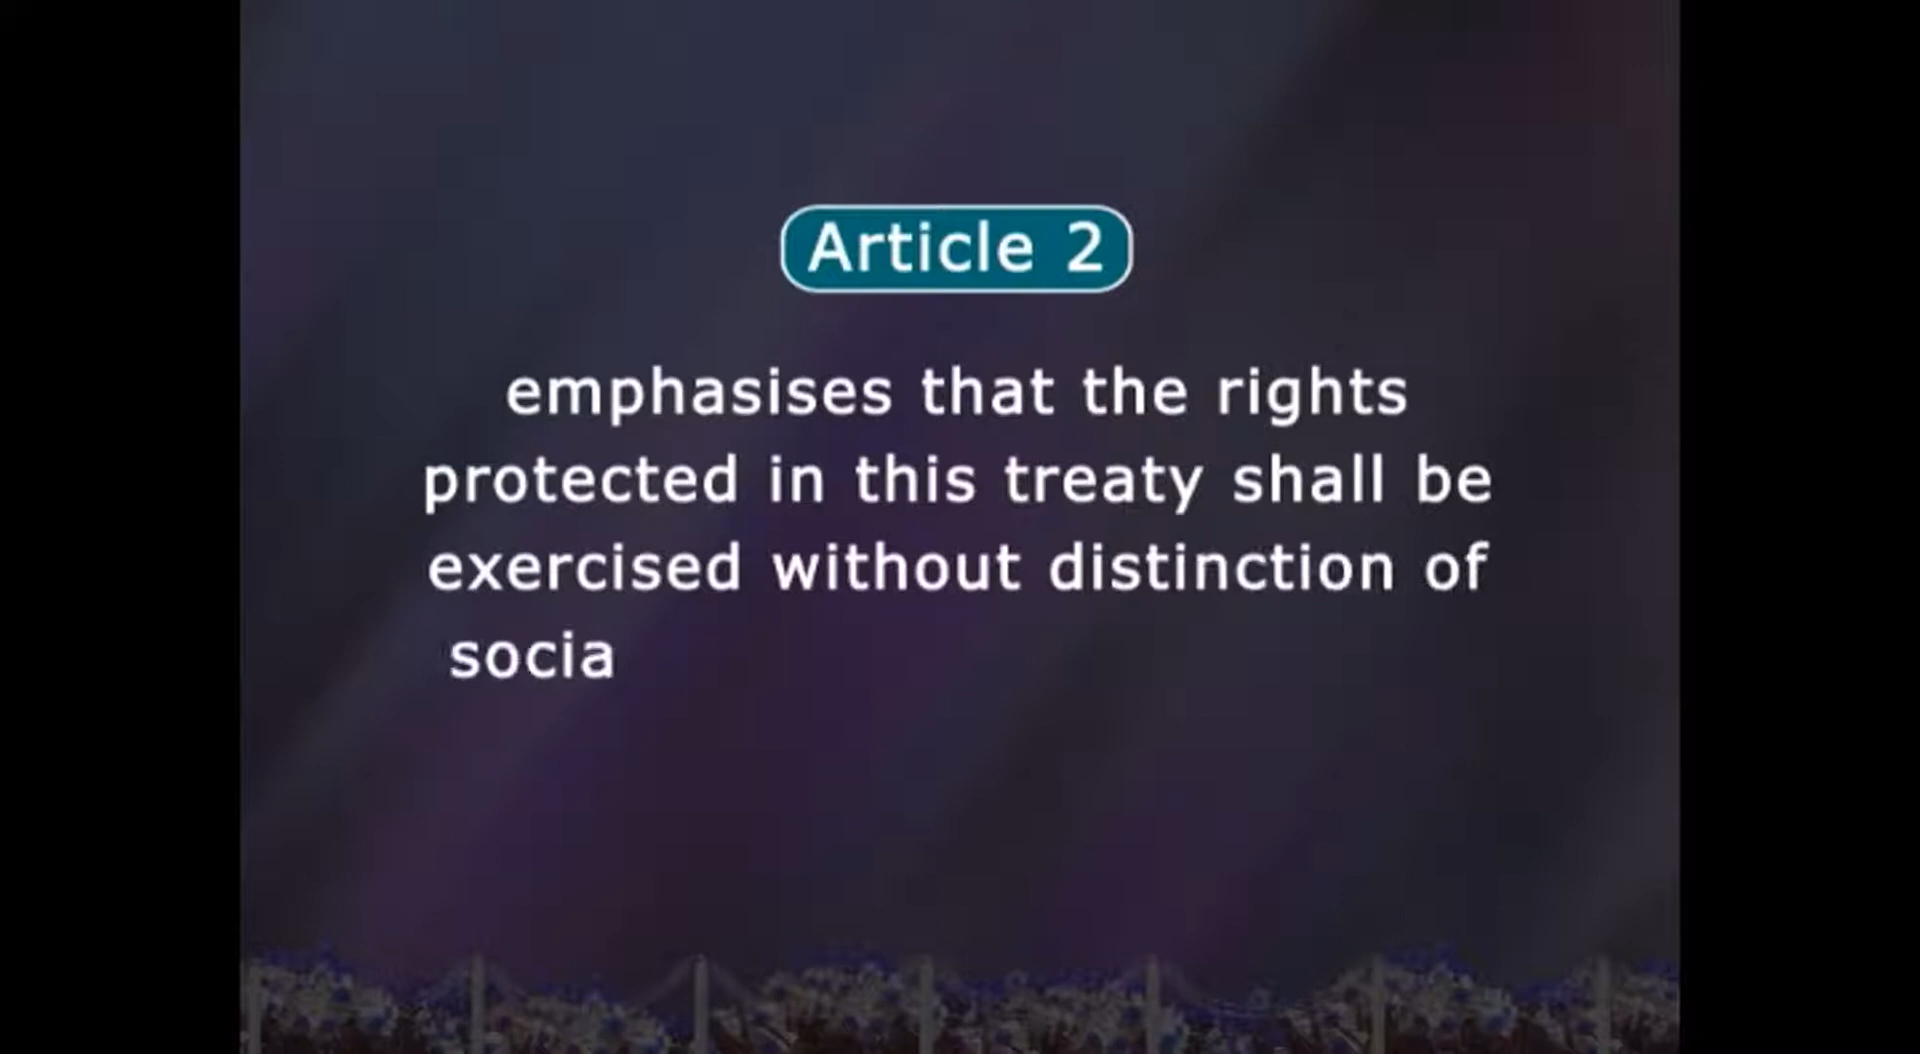 Article 2
emphasises that the rights
protected in this treaty shall be
exercised without distinction of
socia